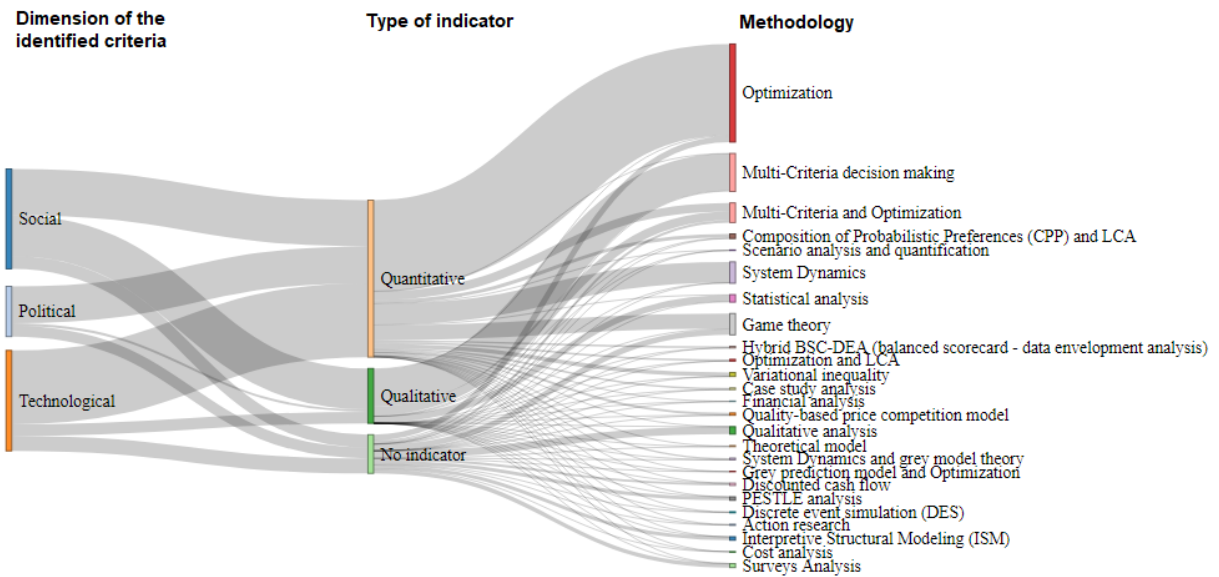 Dimension of the
identified criteria
Type of indicator
Methodology
Social
Political
Technological
Quantitative
Qualitative
No indicator
Optimization
Multi-Criteria decision making
Multi-Criteria and Optimization
Composition of Probabilistic Preferences (CPP) and LCA
Scenario analysis and quantification
System Dynamics
Statistical analysis
Game theory
Hybrid BSC-DEA (balanced scorecard - data envelopment analysis)
Optimization and LCA
Variational inequality
Case study analysis
Financial analysis
Quality-based price competition model
Qualitative analysis
Theoretical model
System Dynamics and grey model theory
Grey prediction model and Optimization
Discounted cash flow
PESTLE analysis
Discrete event simulation (DES)
Action research
Interpretive Structural Modeling (ISM)
Cost analysis
Surveys Analysis